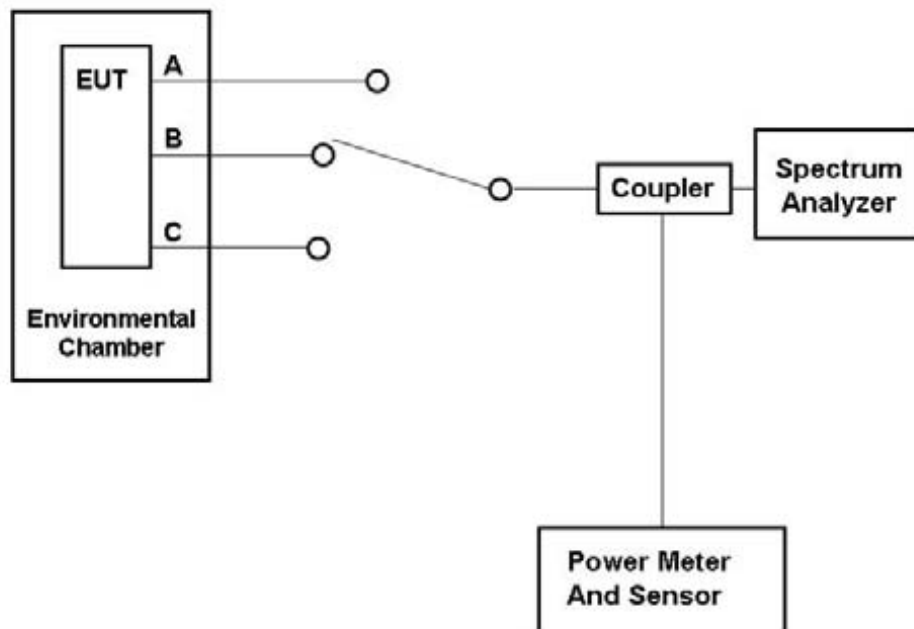 EUT
A
B
C
Environmental
Chamber
Coupler
Spectrum
Analyzer
Power Meter
And Sensor